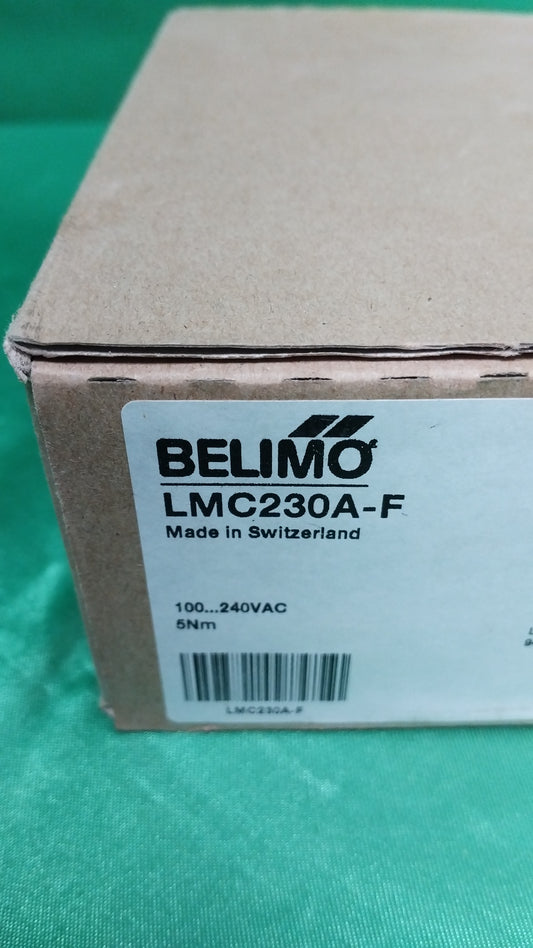 BELIMO
LMC230A-F
Made in Switzerland
100...240VAC
5Nm
LMC230A-F